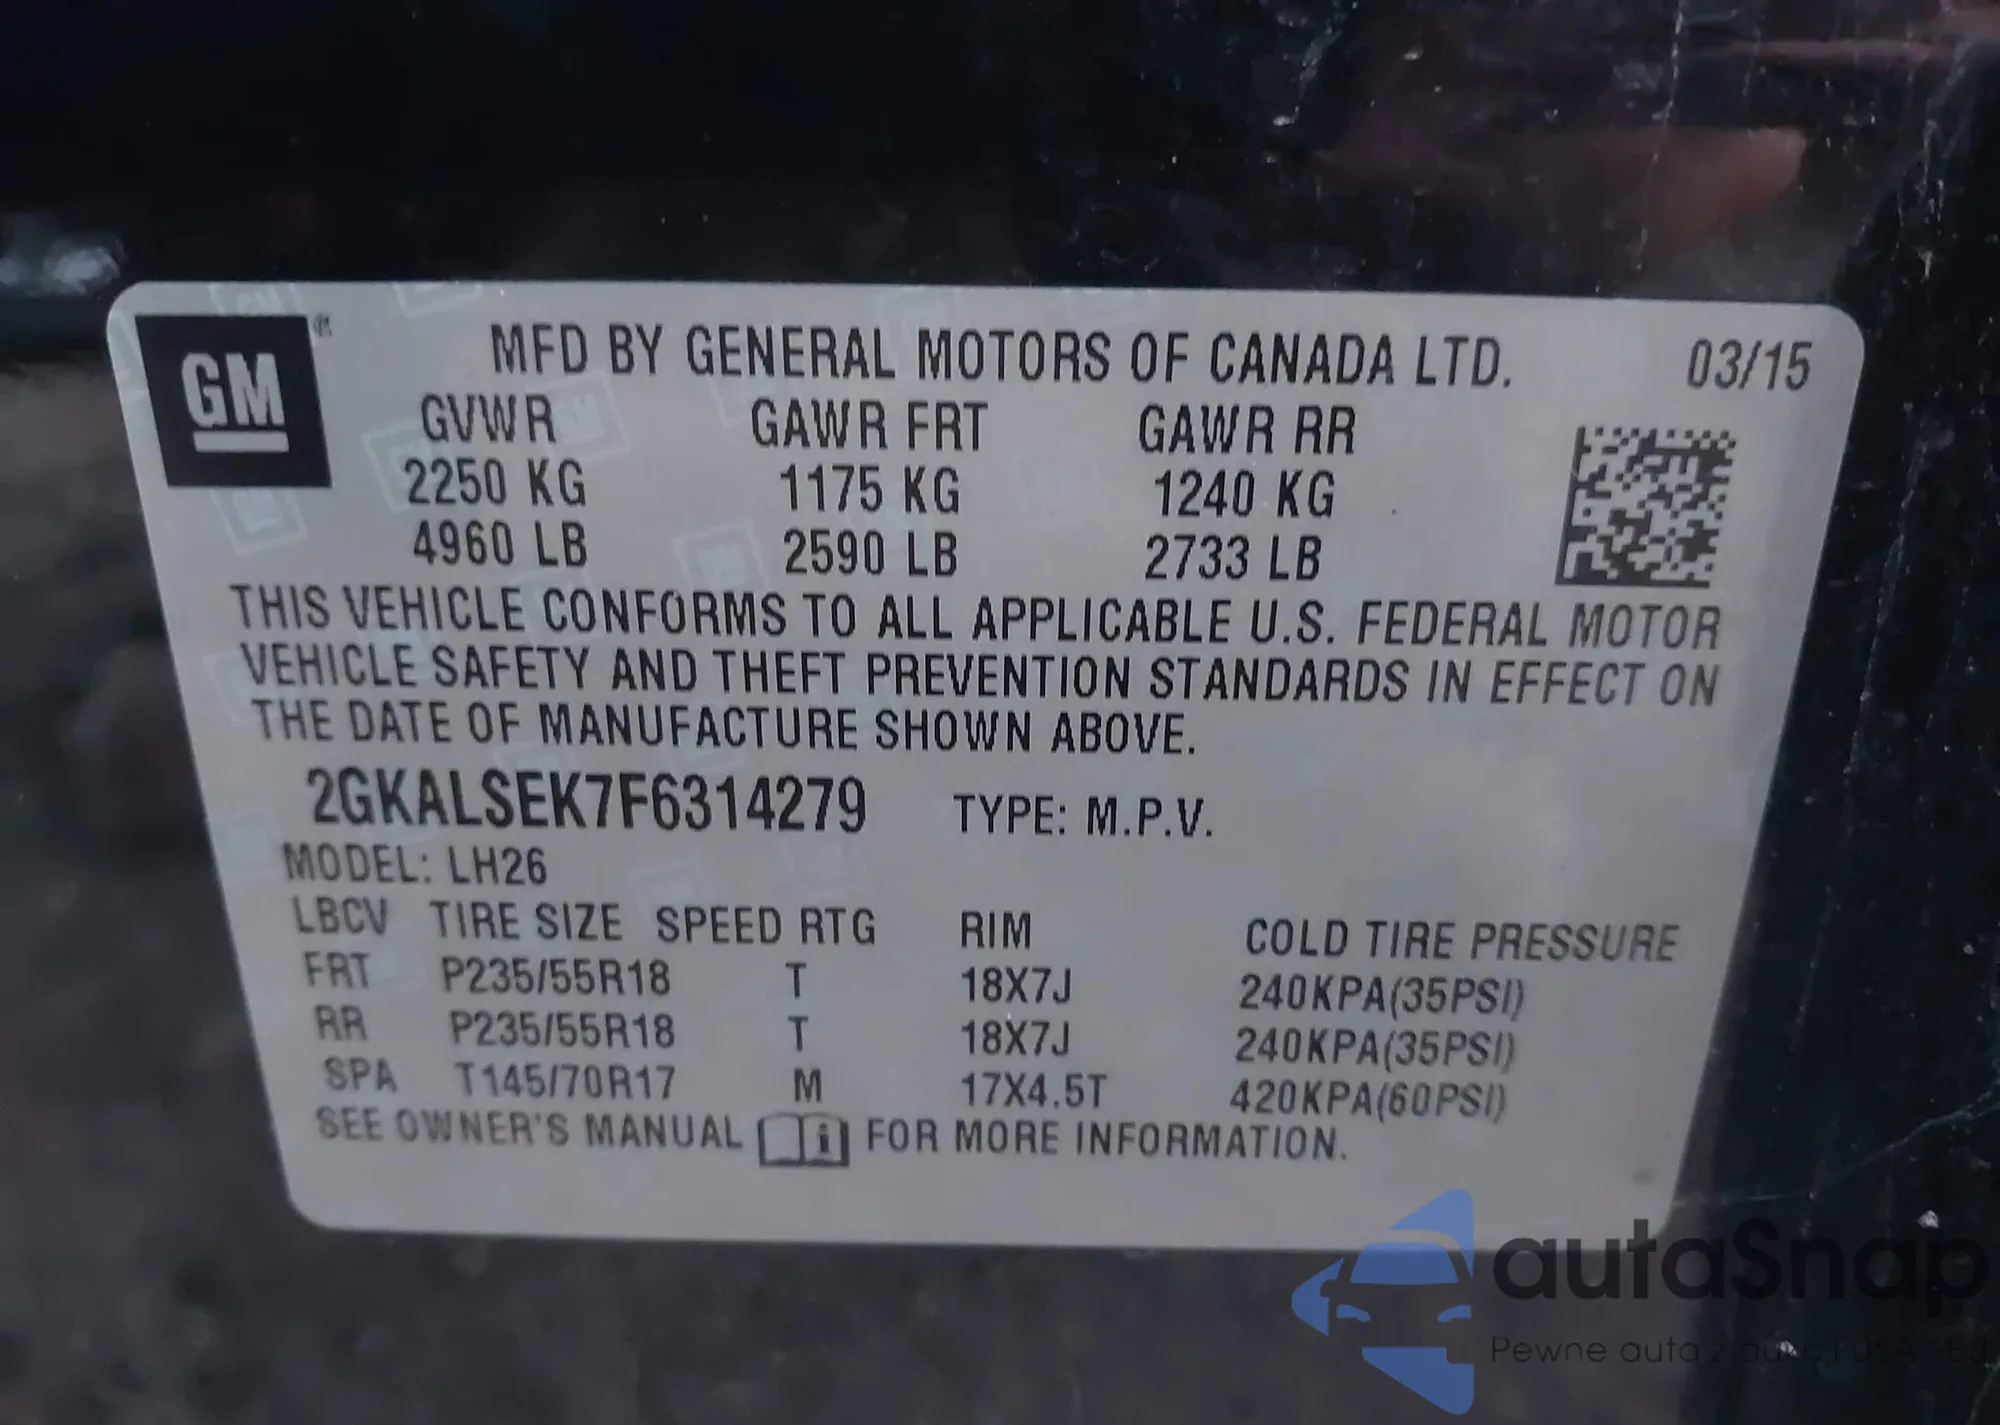 GM ®
MFD BY GENERAL MOTORS OF CANADA LTD. 03/15
GVWR GAWR FRT GAWR RR
2250 KG 1175 KG 1240 KG
4960 LB 2590 LB 2733 LB
THIS VEHICLE CONFORMS TO ALL APPLICABLE U.S. FEDERAL MOTOR
VEHICLE SAFETY AND THEFT PREVENTION STANDARDS IN EFFECT ON
THE DATE OF MANUFACTURE SHOWN ABOVE.
2GKALSEK7F6314279 TYPE: M.P.V.
MODEL: LH26
LBCV TIRE SIZE SPEED RTG RIM COLD TIRE PRESSURE
FRT P235/55R18 T 18X7J 240KPA(35PSI)
RR P235/55R18 T 18X7J 240KPA(35PSI)
SPA T145/70R17 M 17X4.5T 420KPA(60PSI)
SEE OWNER'S MANUAL i FOR MORE INFORMATION.
autaSnap
Pewne auta z aukcji USA